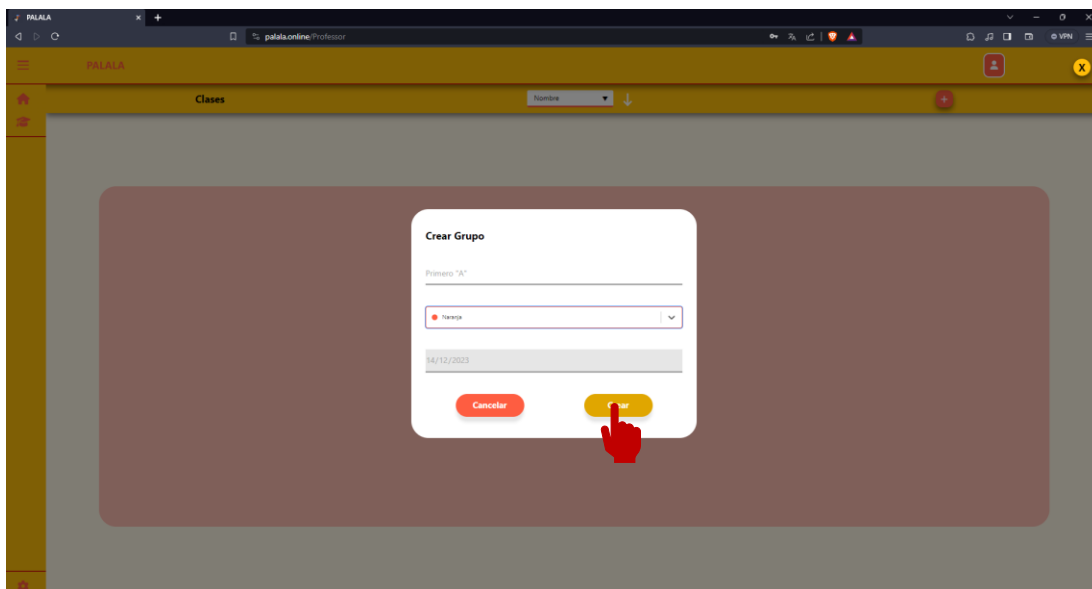 PALALA
palala.online/Professor
VPN
PALALA
X
Clases
Nombre
Crear Grupo
Primero "A"
Naranja
14/12/2023
Cancelar